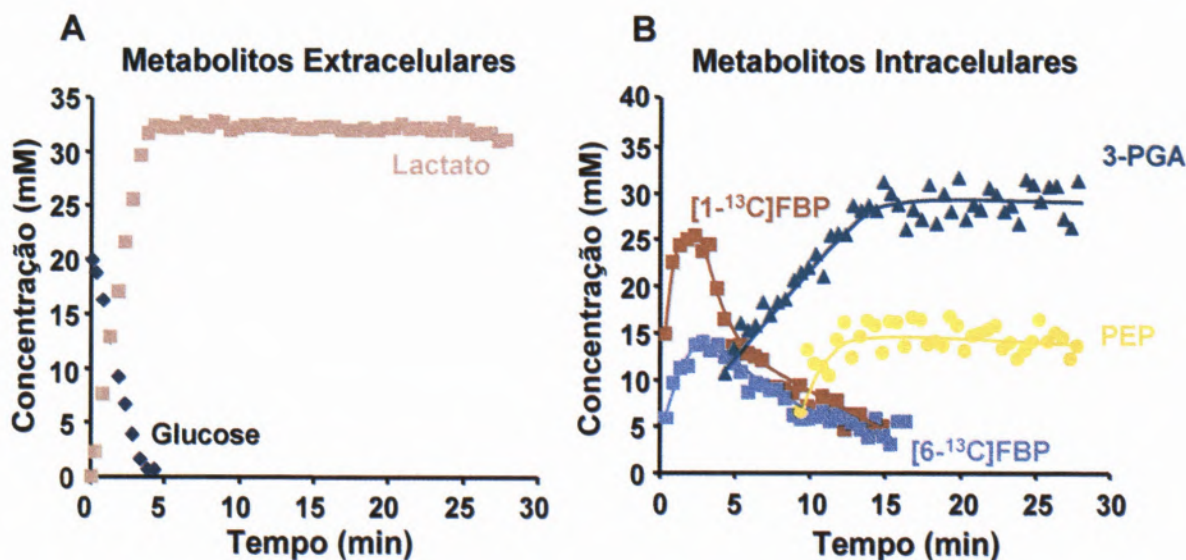 A
Metabolitos Extracelulares
Concentração (mM)
35
30
25
20
15
10
5
0
Lactato
Glucose
0 5 10 15 20 25 30
Tempo (min)
B
Metabolitos Intracelulares
Concentração (mM)
40
35
30
25
20
15
10
5
0
[1-¹³C]FBP
3-PGA
PEP
[6-¹³C]FBP
0 5 10 15 20 25 30
Tempo (min)